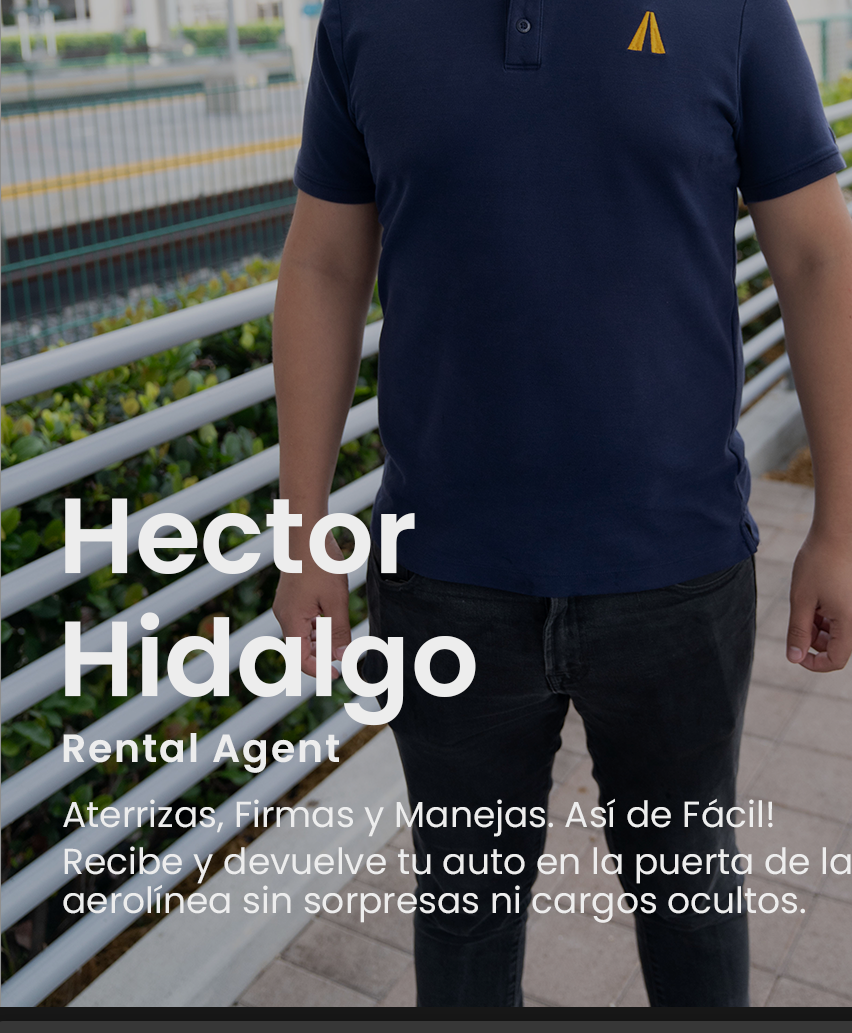 Hector
Hidalgo
Rental Agent
Aterrizas, Firmas y Manejas. Así de Fácil!
Recibe y devuelve tu auto en la puerta de la
aerolínea sin sorpresas ni cargos ocultos.